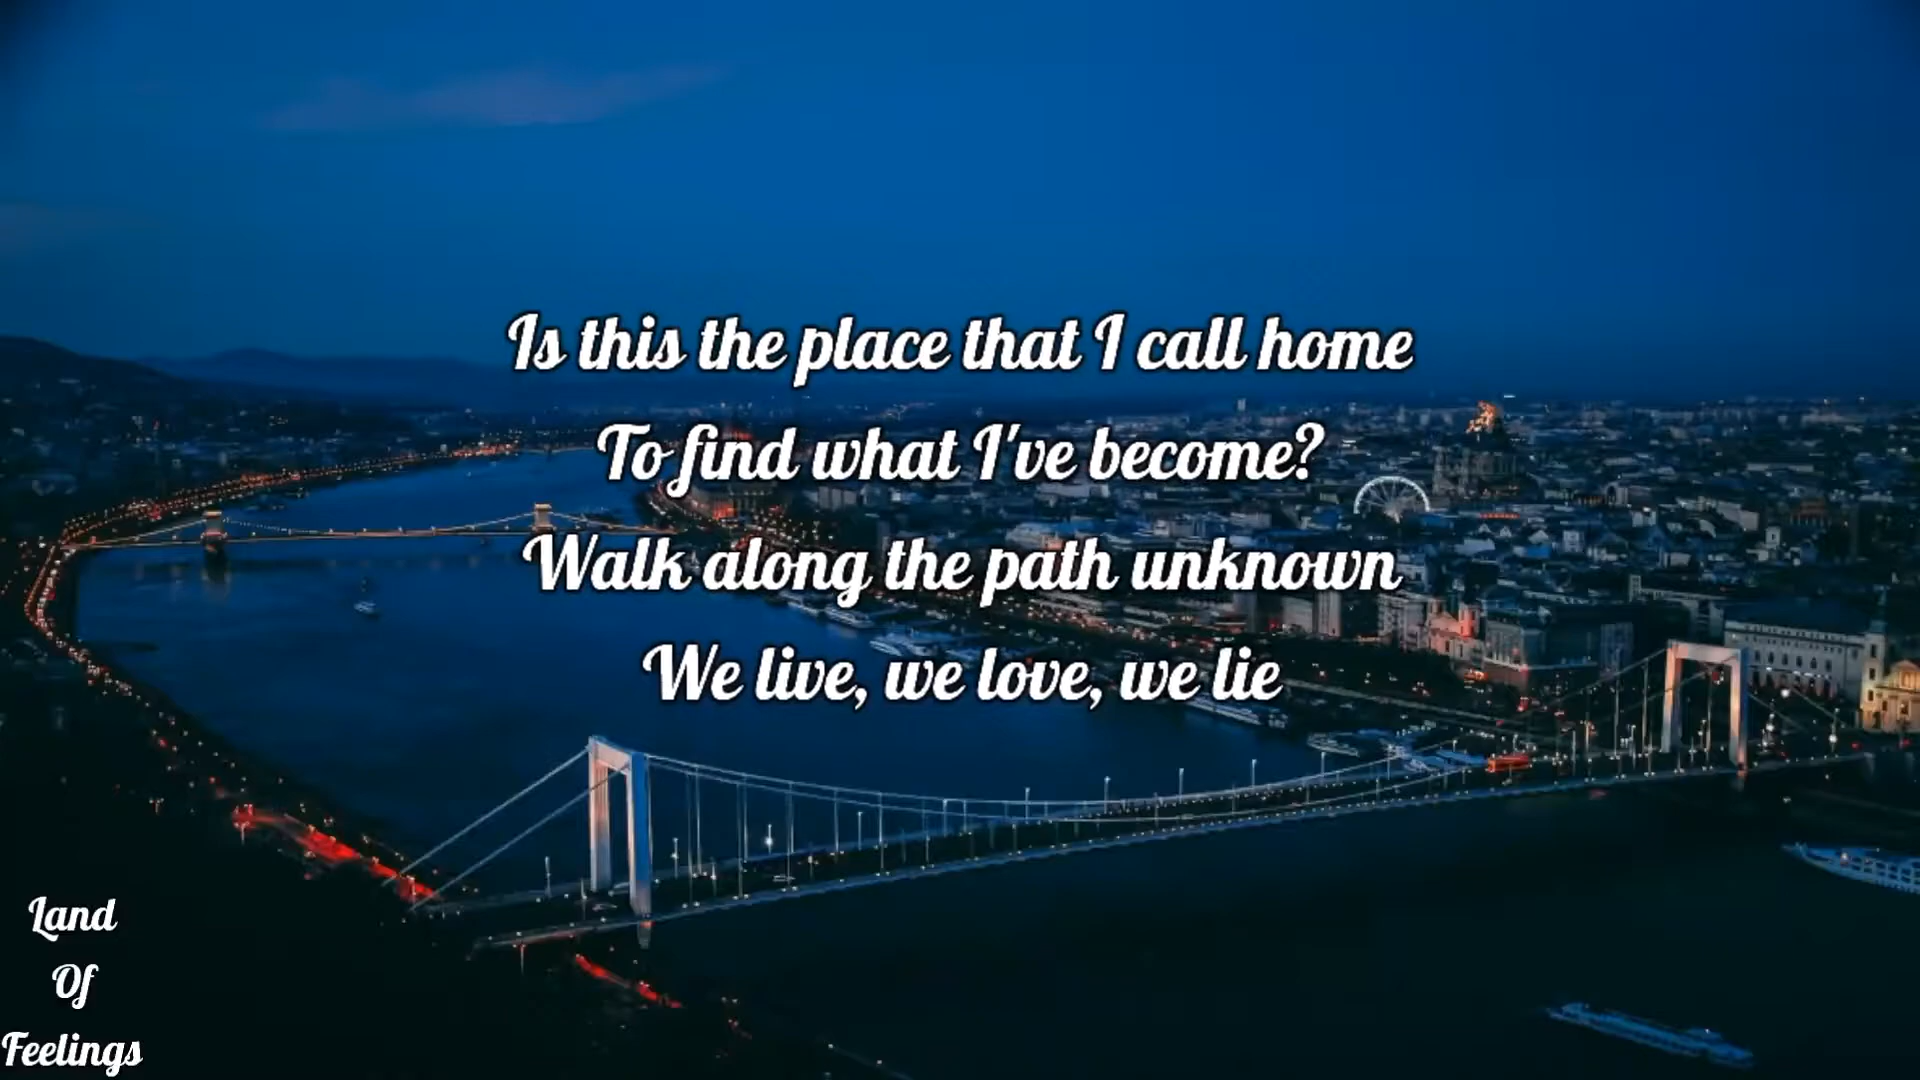 Is this the place that I call home
To find what I've become?
Walk along the path unknown
We live, we love, we lie
Land
Of
Feelings